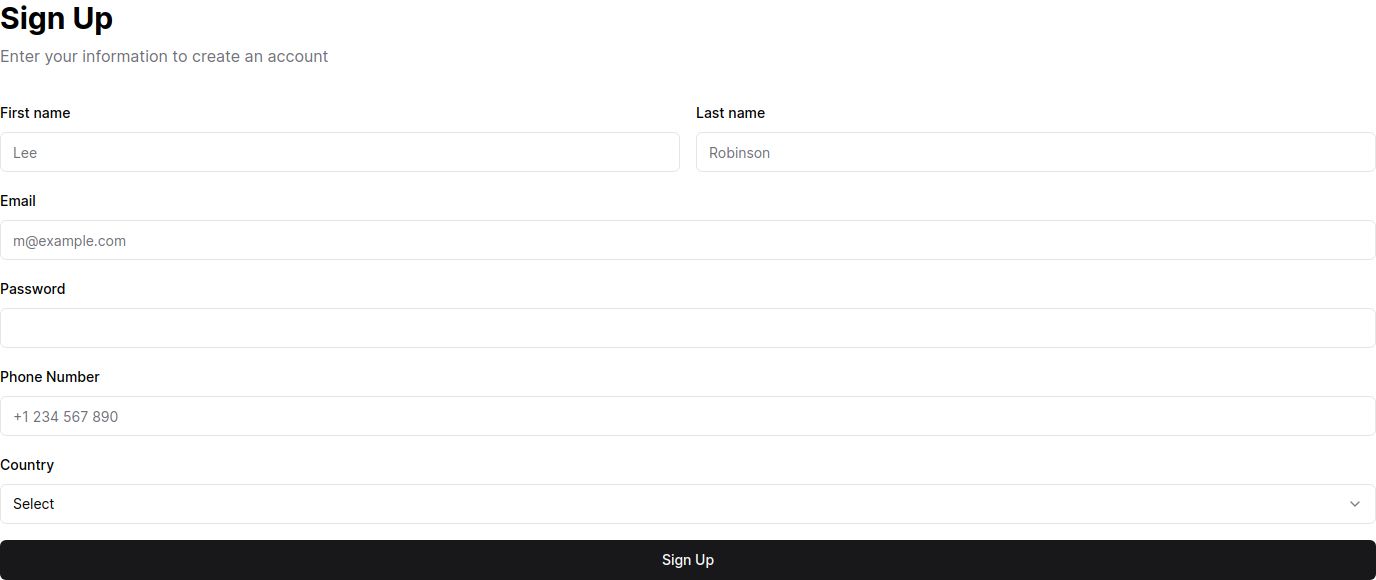 Sign Up
Enter your information to create an account
First name
Last name
Lee
Robinson
Email
m@example.com
Password
Phone Number
+1 234 567 890
Country
Select
Sign Up